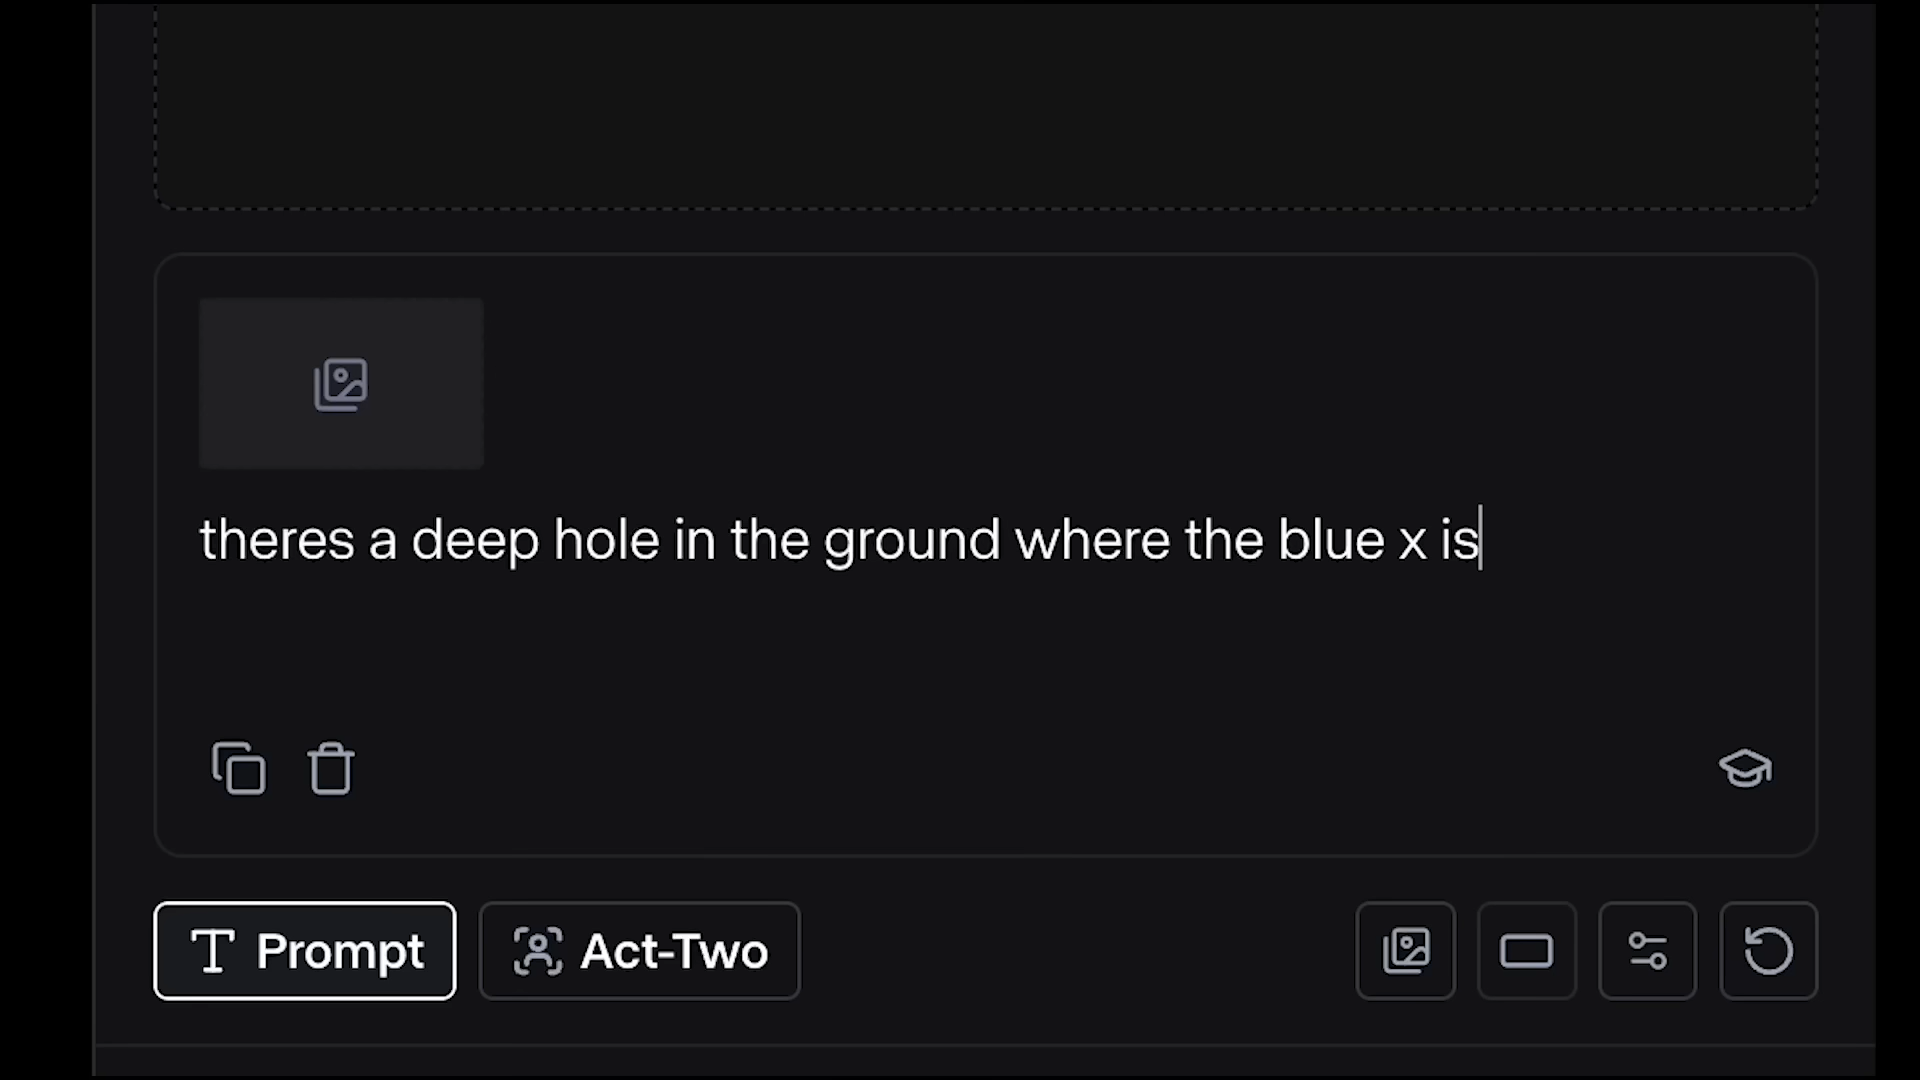 theres a deep hole in the ground where the blue x is
Prompt
Act-Two